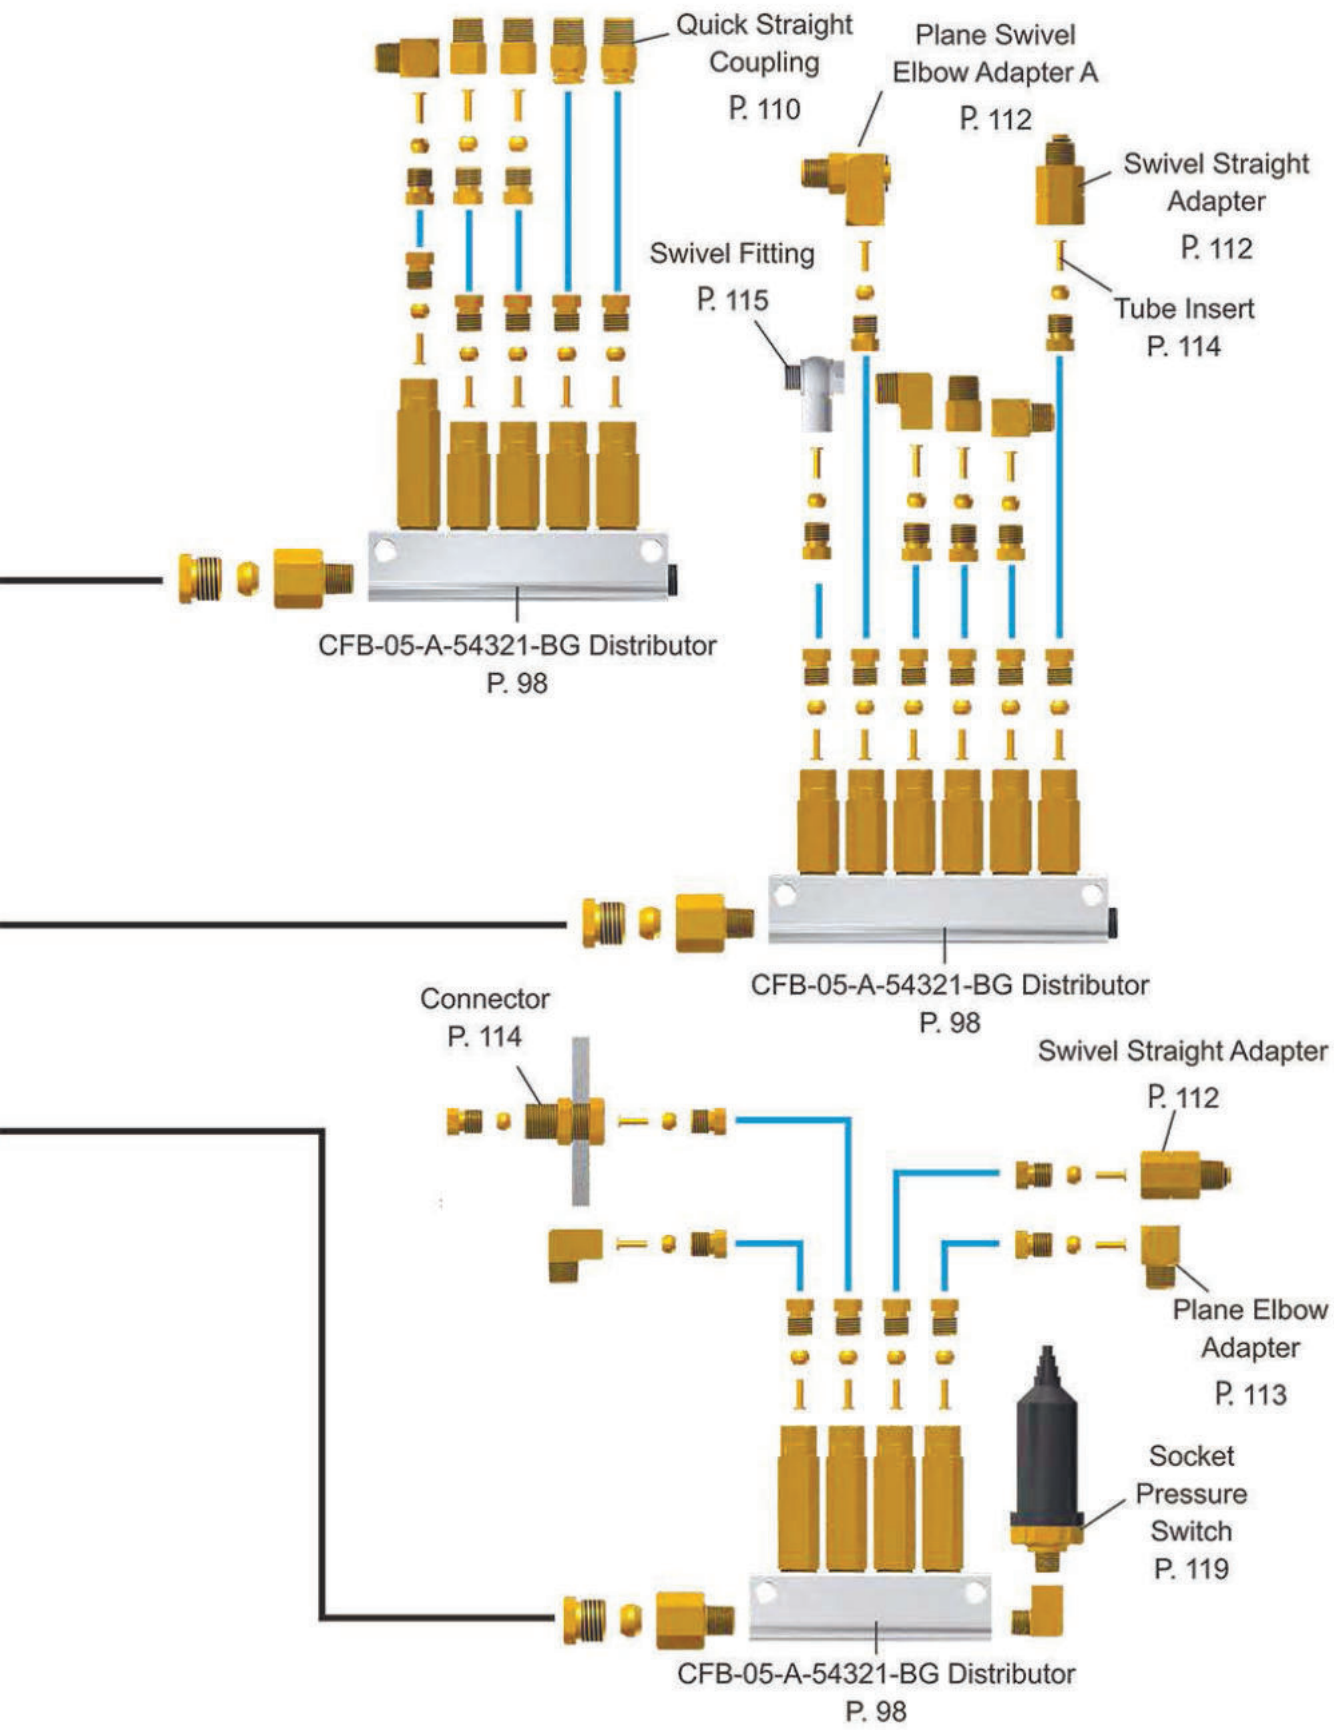 Quick Straight
Coupling
P. 110
Plane Swivel
Elbow Adapter A
P. 112
Swivel Straight
Adapter
P. 112
Swivel Fitting
P. 115
Tube Insert
P. 114
CFB-05-A-54321-BG Distributor
P. 98
CFB-05-A-54321-BG Distributor
P. 98
Connector
P. 114
Swivel Straight Adapter
P. 112
Plane Elbow
Adapter
P. 113
Socket
Pressure
Switch
P. 119
CFB-05-A-54321-BG Distributor
P. 98